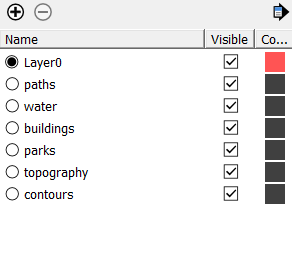 Name Visible Co...
Layer0
paths
water
buildings
parks
topography
contours